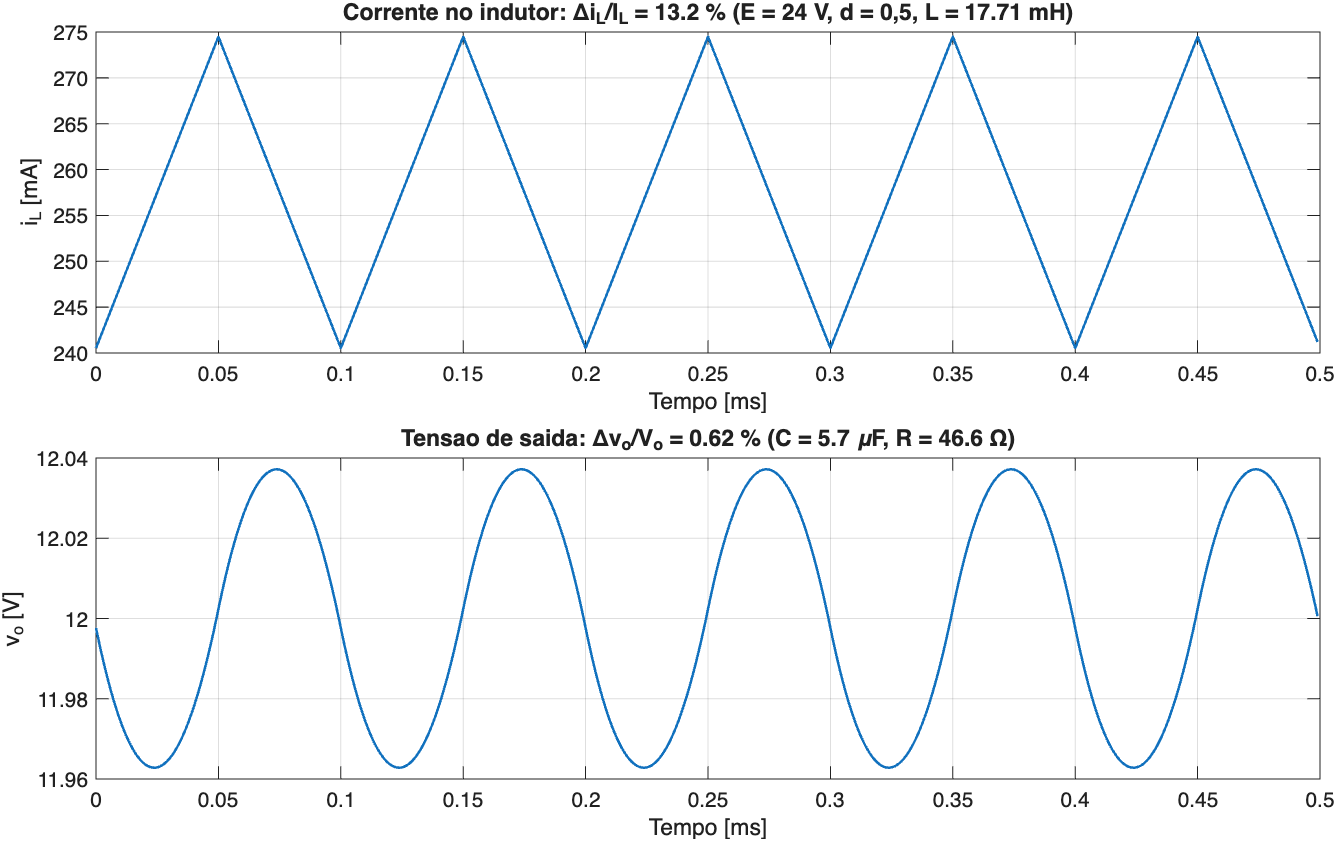 Corrente no indutor: Δi_L/I_L = 13.2 % (E = 24 V, d = 0,5, L = 17.71 mH)
275
270
265
260
255
250
245
240
i_L [mA]
0 0.05 0.1 0.15 0.2 0.25 0.3 0.35 0.4 0.45 0.5
Tempo [ms]
Tensao de saida: Δv_o/V_o = 0.62 % (C = 5.7 µF, R = 46.6 Ω)
12.04
12.02
12
11.98
11.96
v_o [V]
0 0.05 0.1 0.15 0.2 0.25 0.3 0.35 0.4 0.45 0.5
Tempo [ms]